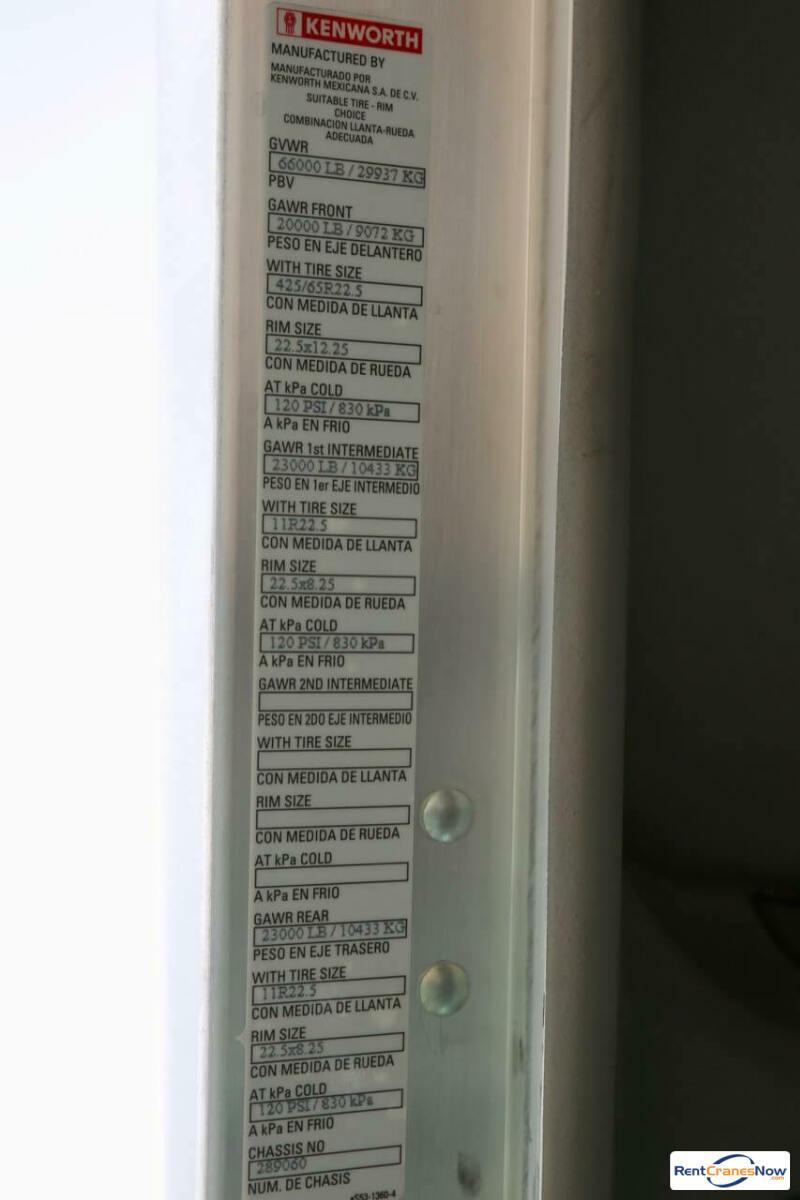 KENWORTH
MANUFACTURED BY
MANUFACTURADO POR
KENWORTH MEXICANA S.A. DE C.V.
SUITABLE TIRE - RIM
CHOICE
COMBINACION LLANTA-RUEDA
ADECUADA
GVWR
66000 LB / 29937 KG
PBV
GAWR FRONT
20000 LB / 9072 KG
PESO EN EJE DELANTERO
WITH TIRE SIZE
425/65R22.5
CON MEDIDA DE LLANTA
RIM SIZE
22.5x12.25
CON MEDIDA DE RUEDA
AT kPa COLD
120 PSI / 830 kPa
A kPa EN FRIO
GAWR 1st INTERMEDIATE
23000 LB / 10433 KG
PESO EN 1er EJE INTERMEDIO
WITH TIRE SIZE
11R22.5
CON MEDIDA DE LLANTA
RIM SIZE
22.5x8.25
CON MEDIDA DE RUEDA
AT kPa COLD
120 PSI / 830 kPa
A kPa EN FRIO
GAWR 2ND INTERMEDIATE
PESO EN 2DO EJE INTERMEDIO
WITH TIRE SIZE
CON MEDIDA DE LLANTA
RIM SIZE
CON MEDIDA DE RUEDA
AT kPa COLD
A kPa EN FRIO
GAWR REAR
23000 LB / 10433 KG
PESO EN EJE TRASERO
WITH TIRE SIZE
11R22.5
CON MEDIDA DE LLANTA
RIM SIZE
22.5x8.25
CON MEDIDA DE RUEDA
AT kPa COLD
120 PSI / 830 kPa
A kPa EN FRIO
CHASSIS NO
289060
NUM. DE CHASIS
RentCranesNow
.com